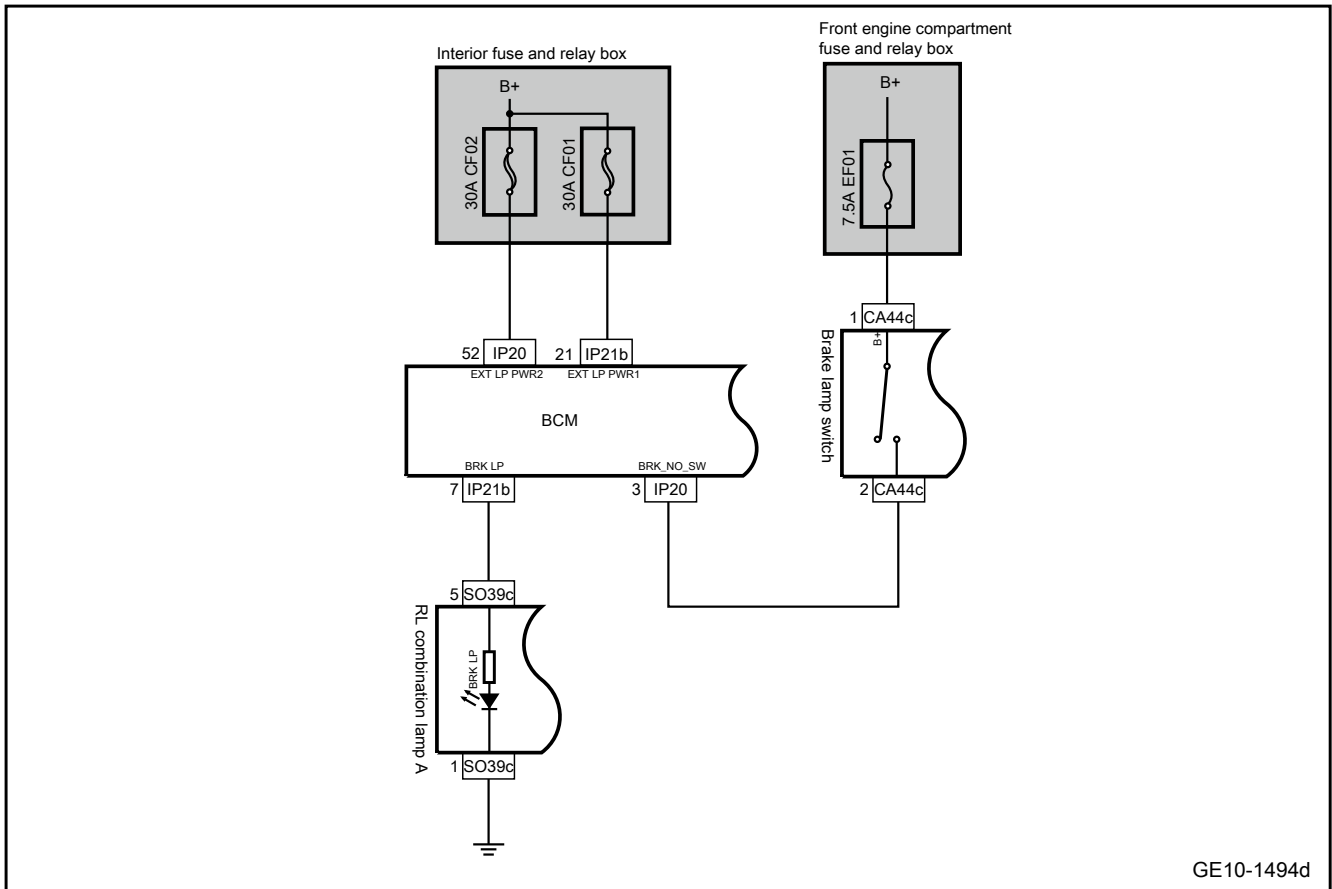 Interior fuse and relay box
B+
30A CF02
30A CF01
Front engine compartment
fuse and relay box
B+
7.5A EF01
52 IP20
21 IP21b
EXT LP PWR2
EXT LP PWR1
BCM
BRK LP
BRK_NO_SW
7 IP21b
3 IP20
1 CA44c
B+
Brake lamp switch
2 CA44c
5 SO39c
RL combination lamp A
BRK LP
1 SO39c
GE10-1494d